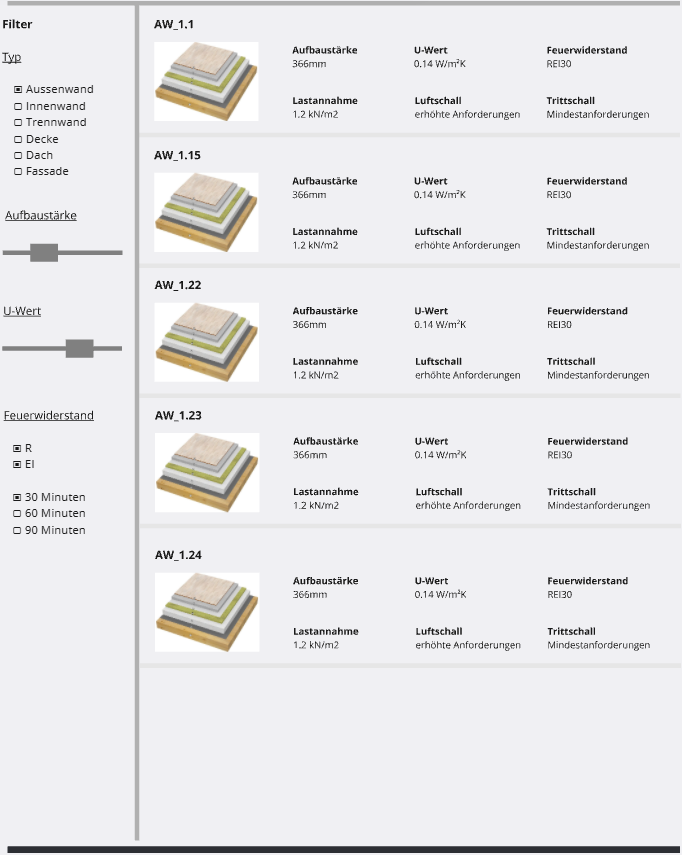 Filter
Typ
Aussenwand
Innenwand
Trennwand
Decke
Dach
Fassade
Aufbaustärke
U-Wert
Feuerwiderstand
R
EI
30 Minuten
60 Minuten
90 Minuten
AW_1.1
Aufbaustärke U-Wert Feuerwiderstand
366mm 0.14 W/m²K REI30
Lastannahme Luftschall Trittschall
1.2 kN/m2 erhöhte Anforderungen Mindestanforderungen
AW_1.15
Aufbaustärke U-Wert Feuerwiderstand
366mm 0.14 W/m²K REI30
Lastannahme Luftschall Trittschall
1.2 kN/m2 erhöhte Anforderungen Mindestanforderungen
AW_1.22
Aufbaustärke U-Wert Feuerwiderstand
366mm 0.14 W/m²K REI30
Lastannahme Luftschall Trittschall
1.2 kN/m2 erhöhte Anforderungen Mindestanforderungen
AW_1.23
Aufbaustärke U-Wert Feuerwiderstand
366mm 0.14 W/m²K REI30
Lastannahme Luftschall Trittschall
1.2 kN/m2 erhöhte Anforderungen Mindestanforderungen
AW_1.24
Aufbaustärke U-Wert Feuerwiderstand
366mm 0.14 W/m²K REI30
Lastannahme Luftschall Trittschall
1.2 kN/m2 erhöhte Anforderungen Mindestanforderungen